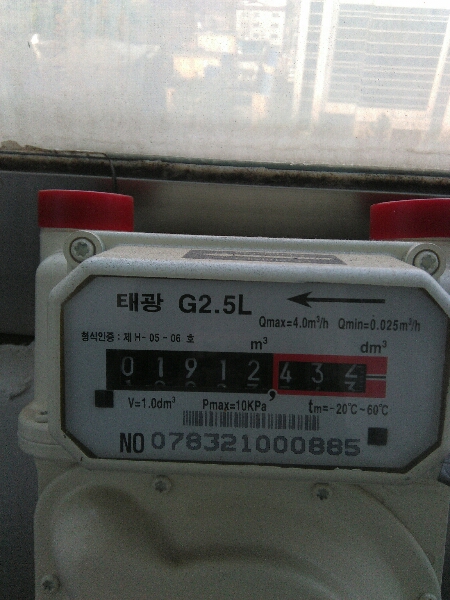 태광 G2.5L
Qmax=4.0m³/h Qmin=0.025m³/h
형식인증 : 제 H-05-06 호
m³ dm³
01912,43
V=1.0dm³ Pmax=10KPa tm=-20℃~60℃
NO 078321000885